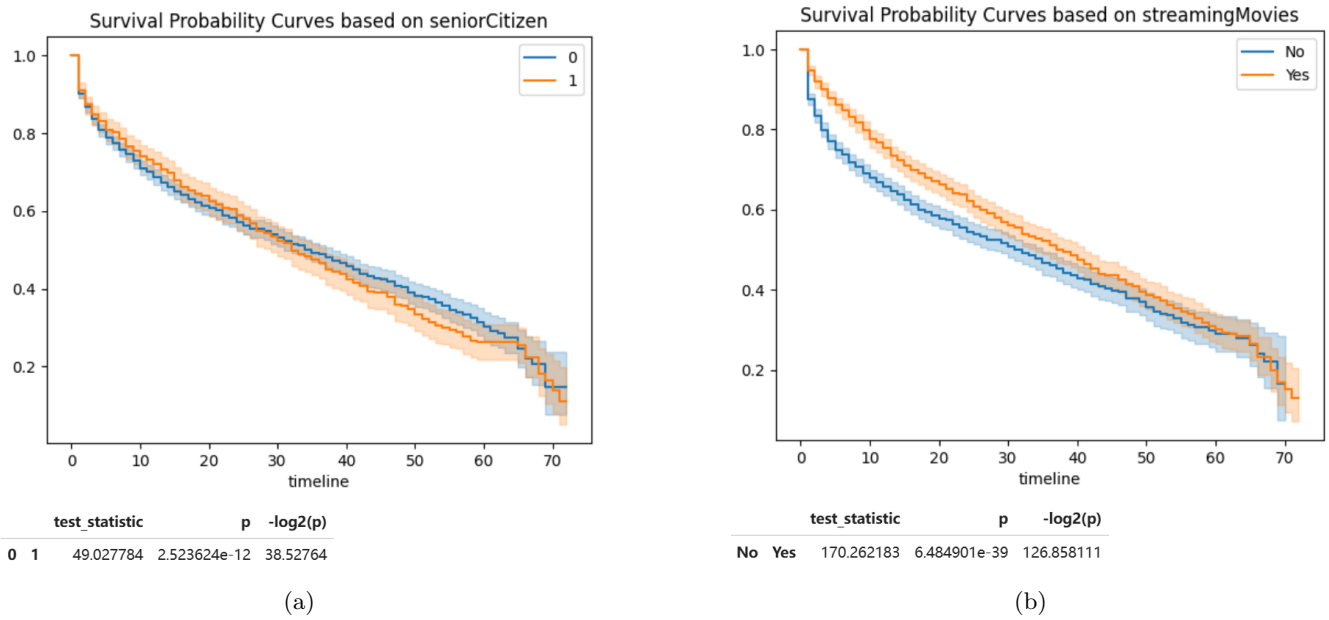 Survival Probability Curves based on seniorCitizen
1.0
0.8
0.6
0.4
0.2
0
1
0 10 20 30 40 50 60 70
timeline
test_statistic p -log2(p)
0 1 49.027784 2.523624e-12 38.52764
(a)
Survival Probability Curves based on streamingMovies
1.0
0.8
0.6
0.4
0.2
No
Yes
0 10 20 30 40 50 60 70
timeline
test_statistic p -log2(p)
No Yes 170.262183 6.484901e-39 126.858111
(b)